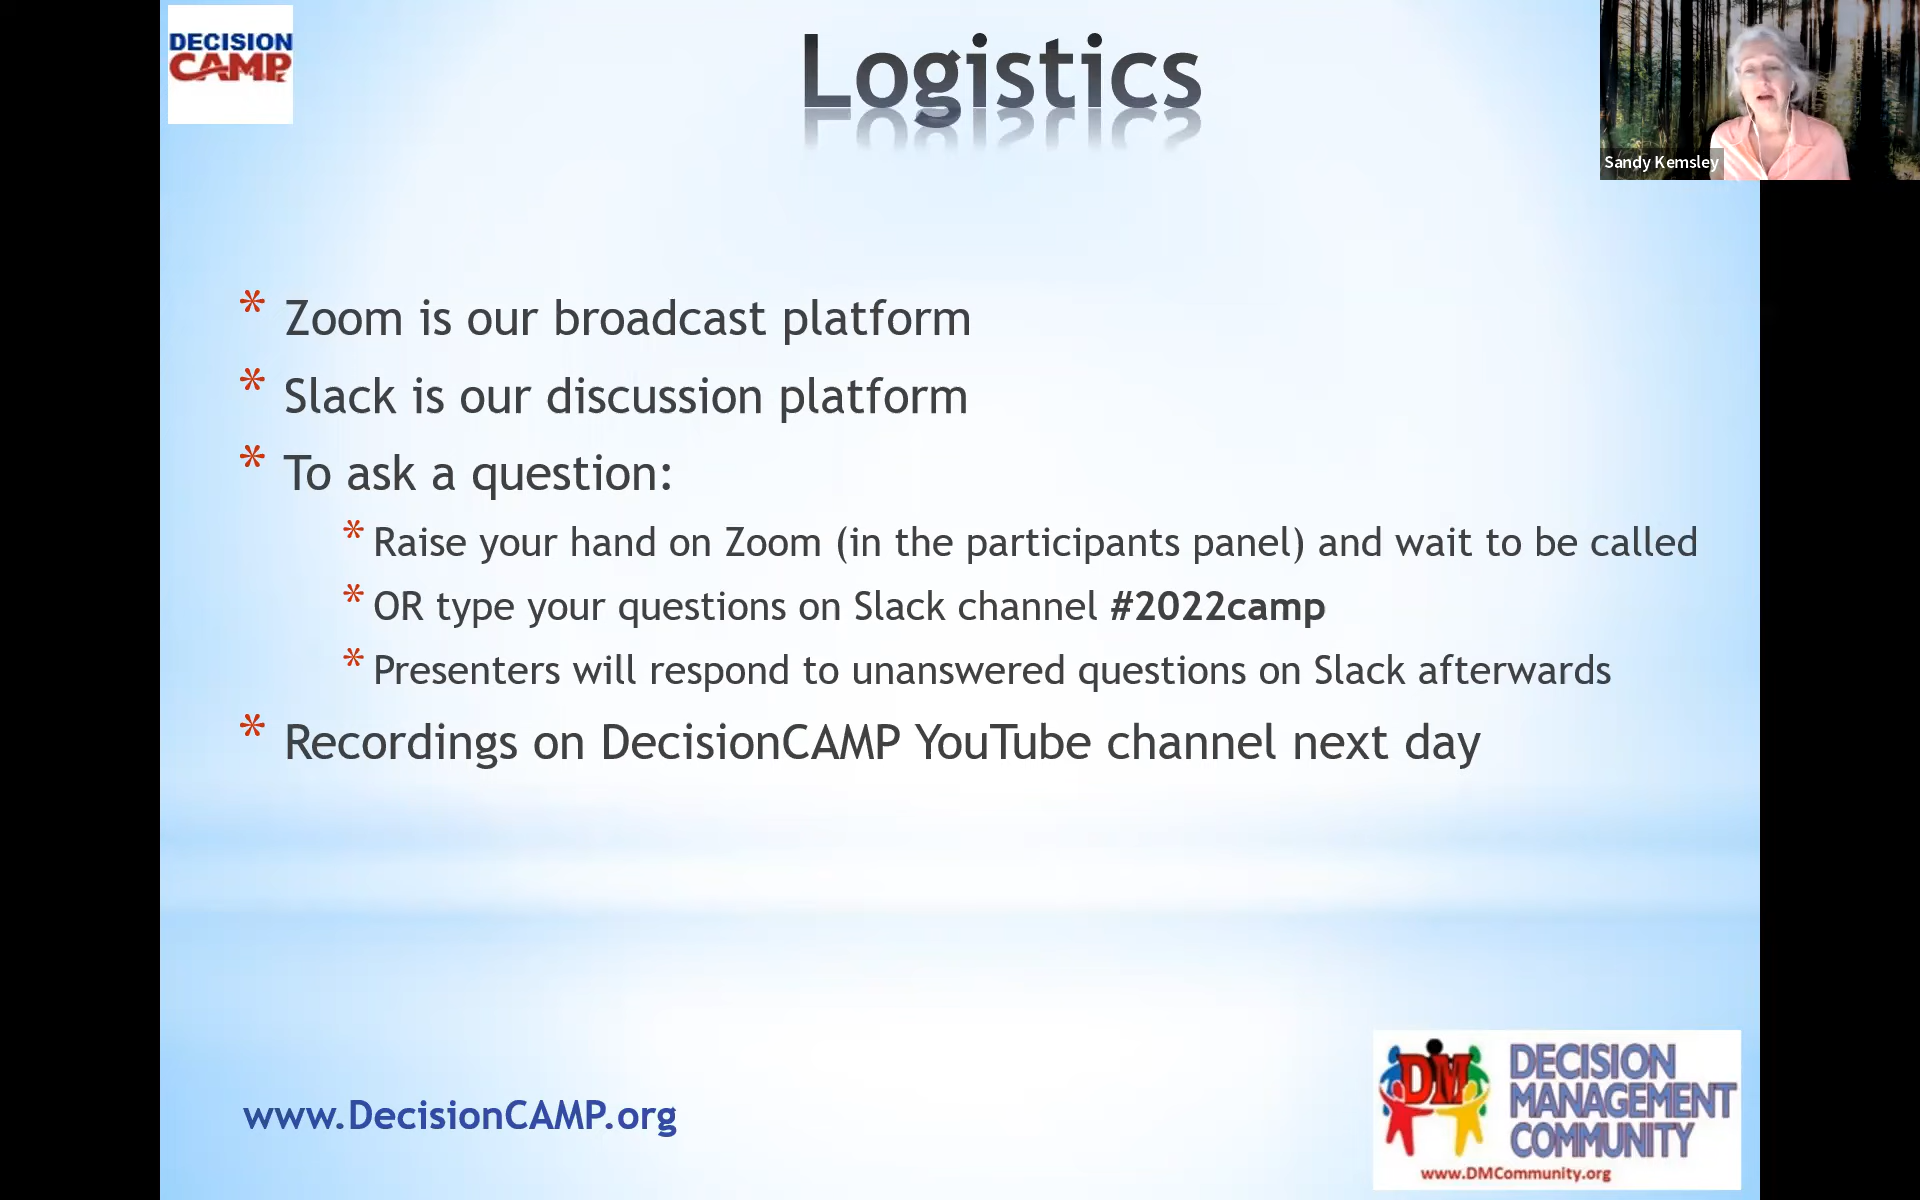 DECISION
CAMP
Logistics
Sandy Kemsley
* Zoom is our broadcast platform
* Slack is our discussion platform
* To ask a question:
* Raise your hand on Zoom (in the participants panel) and wait to be called
* OR type your questions on Slack channel #2022camp
* Presenters will respond to unanswered questions on Slack afterwards
* Recordings on DecisionCAMP YouTube channel next day
www.DecisionCAMP.org
DM
DECISION
MANAGEMENT
COMMUNITY
www.DMCommunity.org